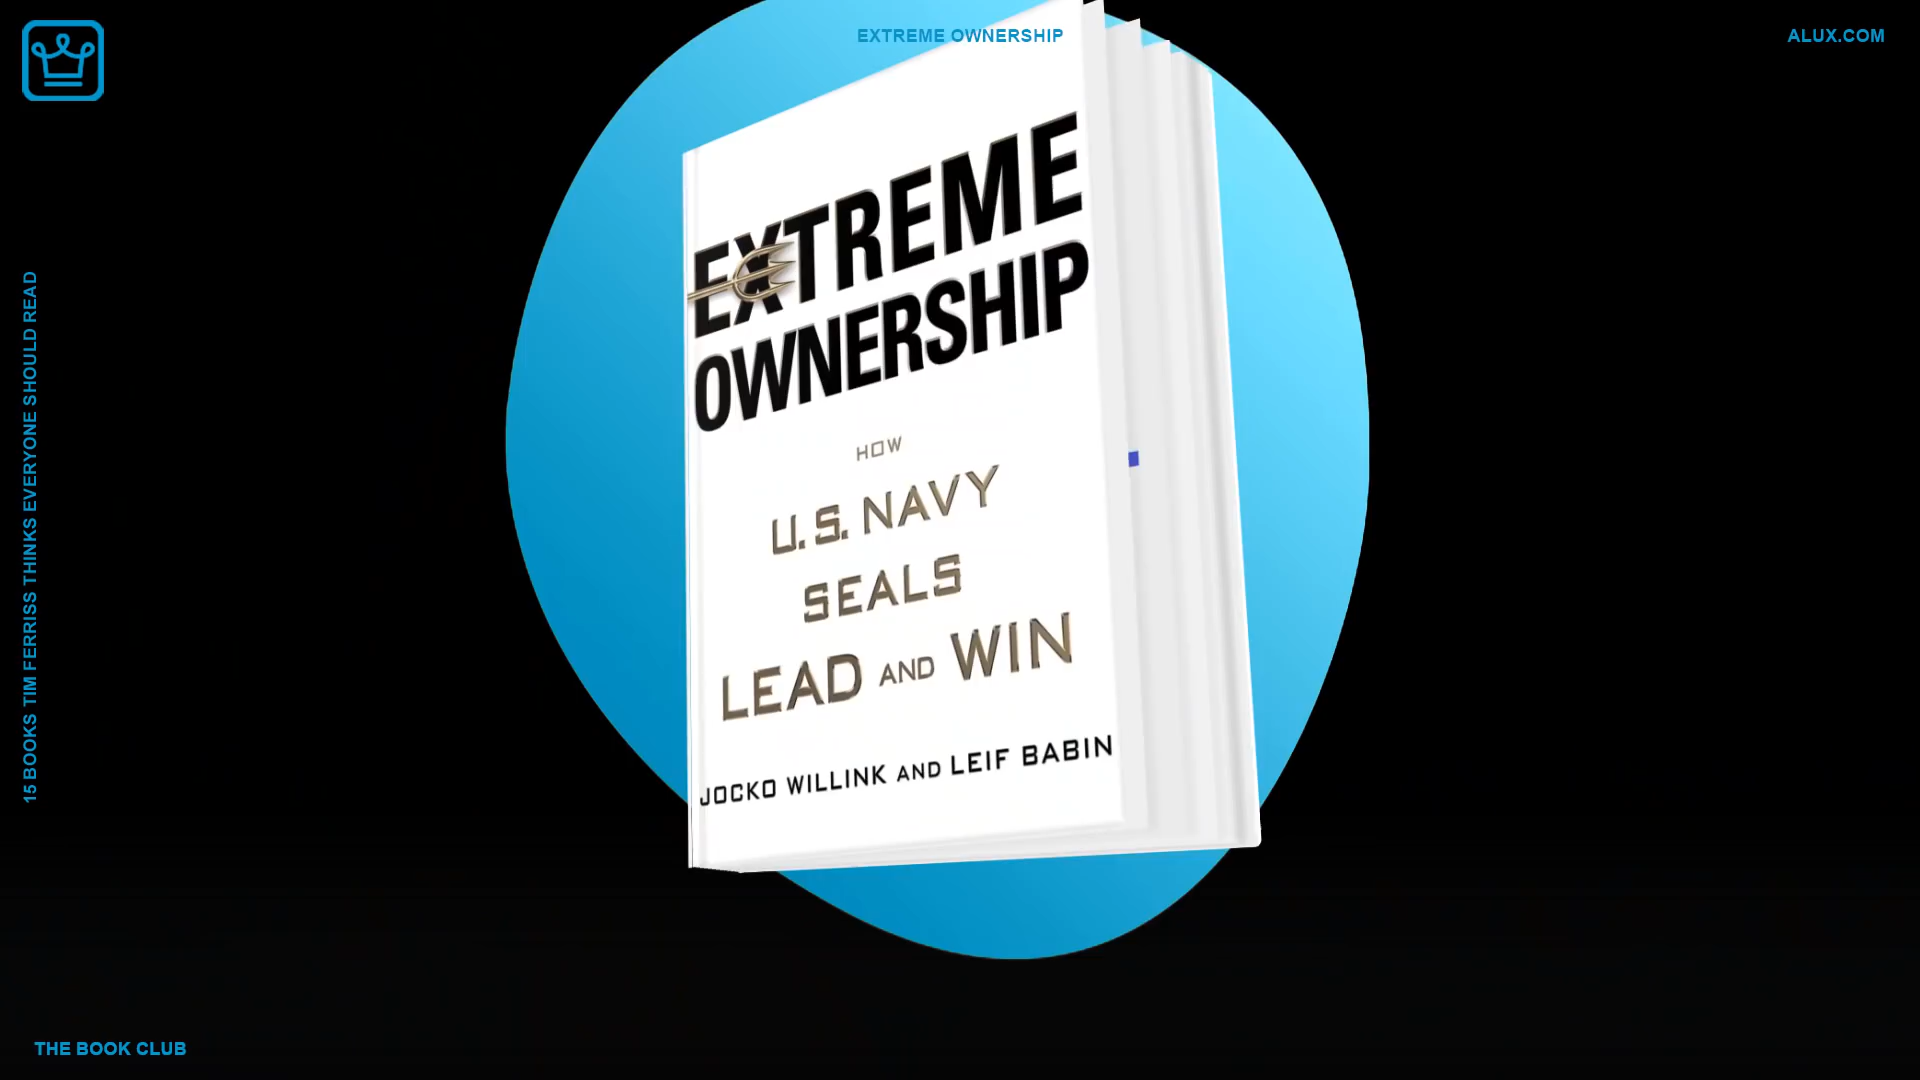 EXTREME OWNERSHIP
ALUX.COM
15 BOOKS TIM FERRISS THINKS EVERYONE SHOULD READ
EXTREME
OWNERSHIP
HOW
U.S. NAVY
SEALS
LEAD AND WIN
JOCKO WILLINK AND LEIF BABIN
THE BOOK CLUB